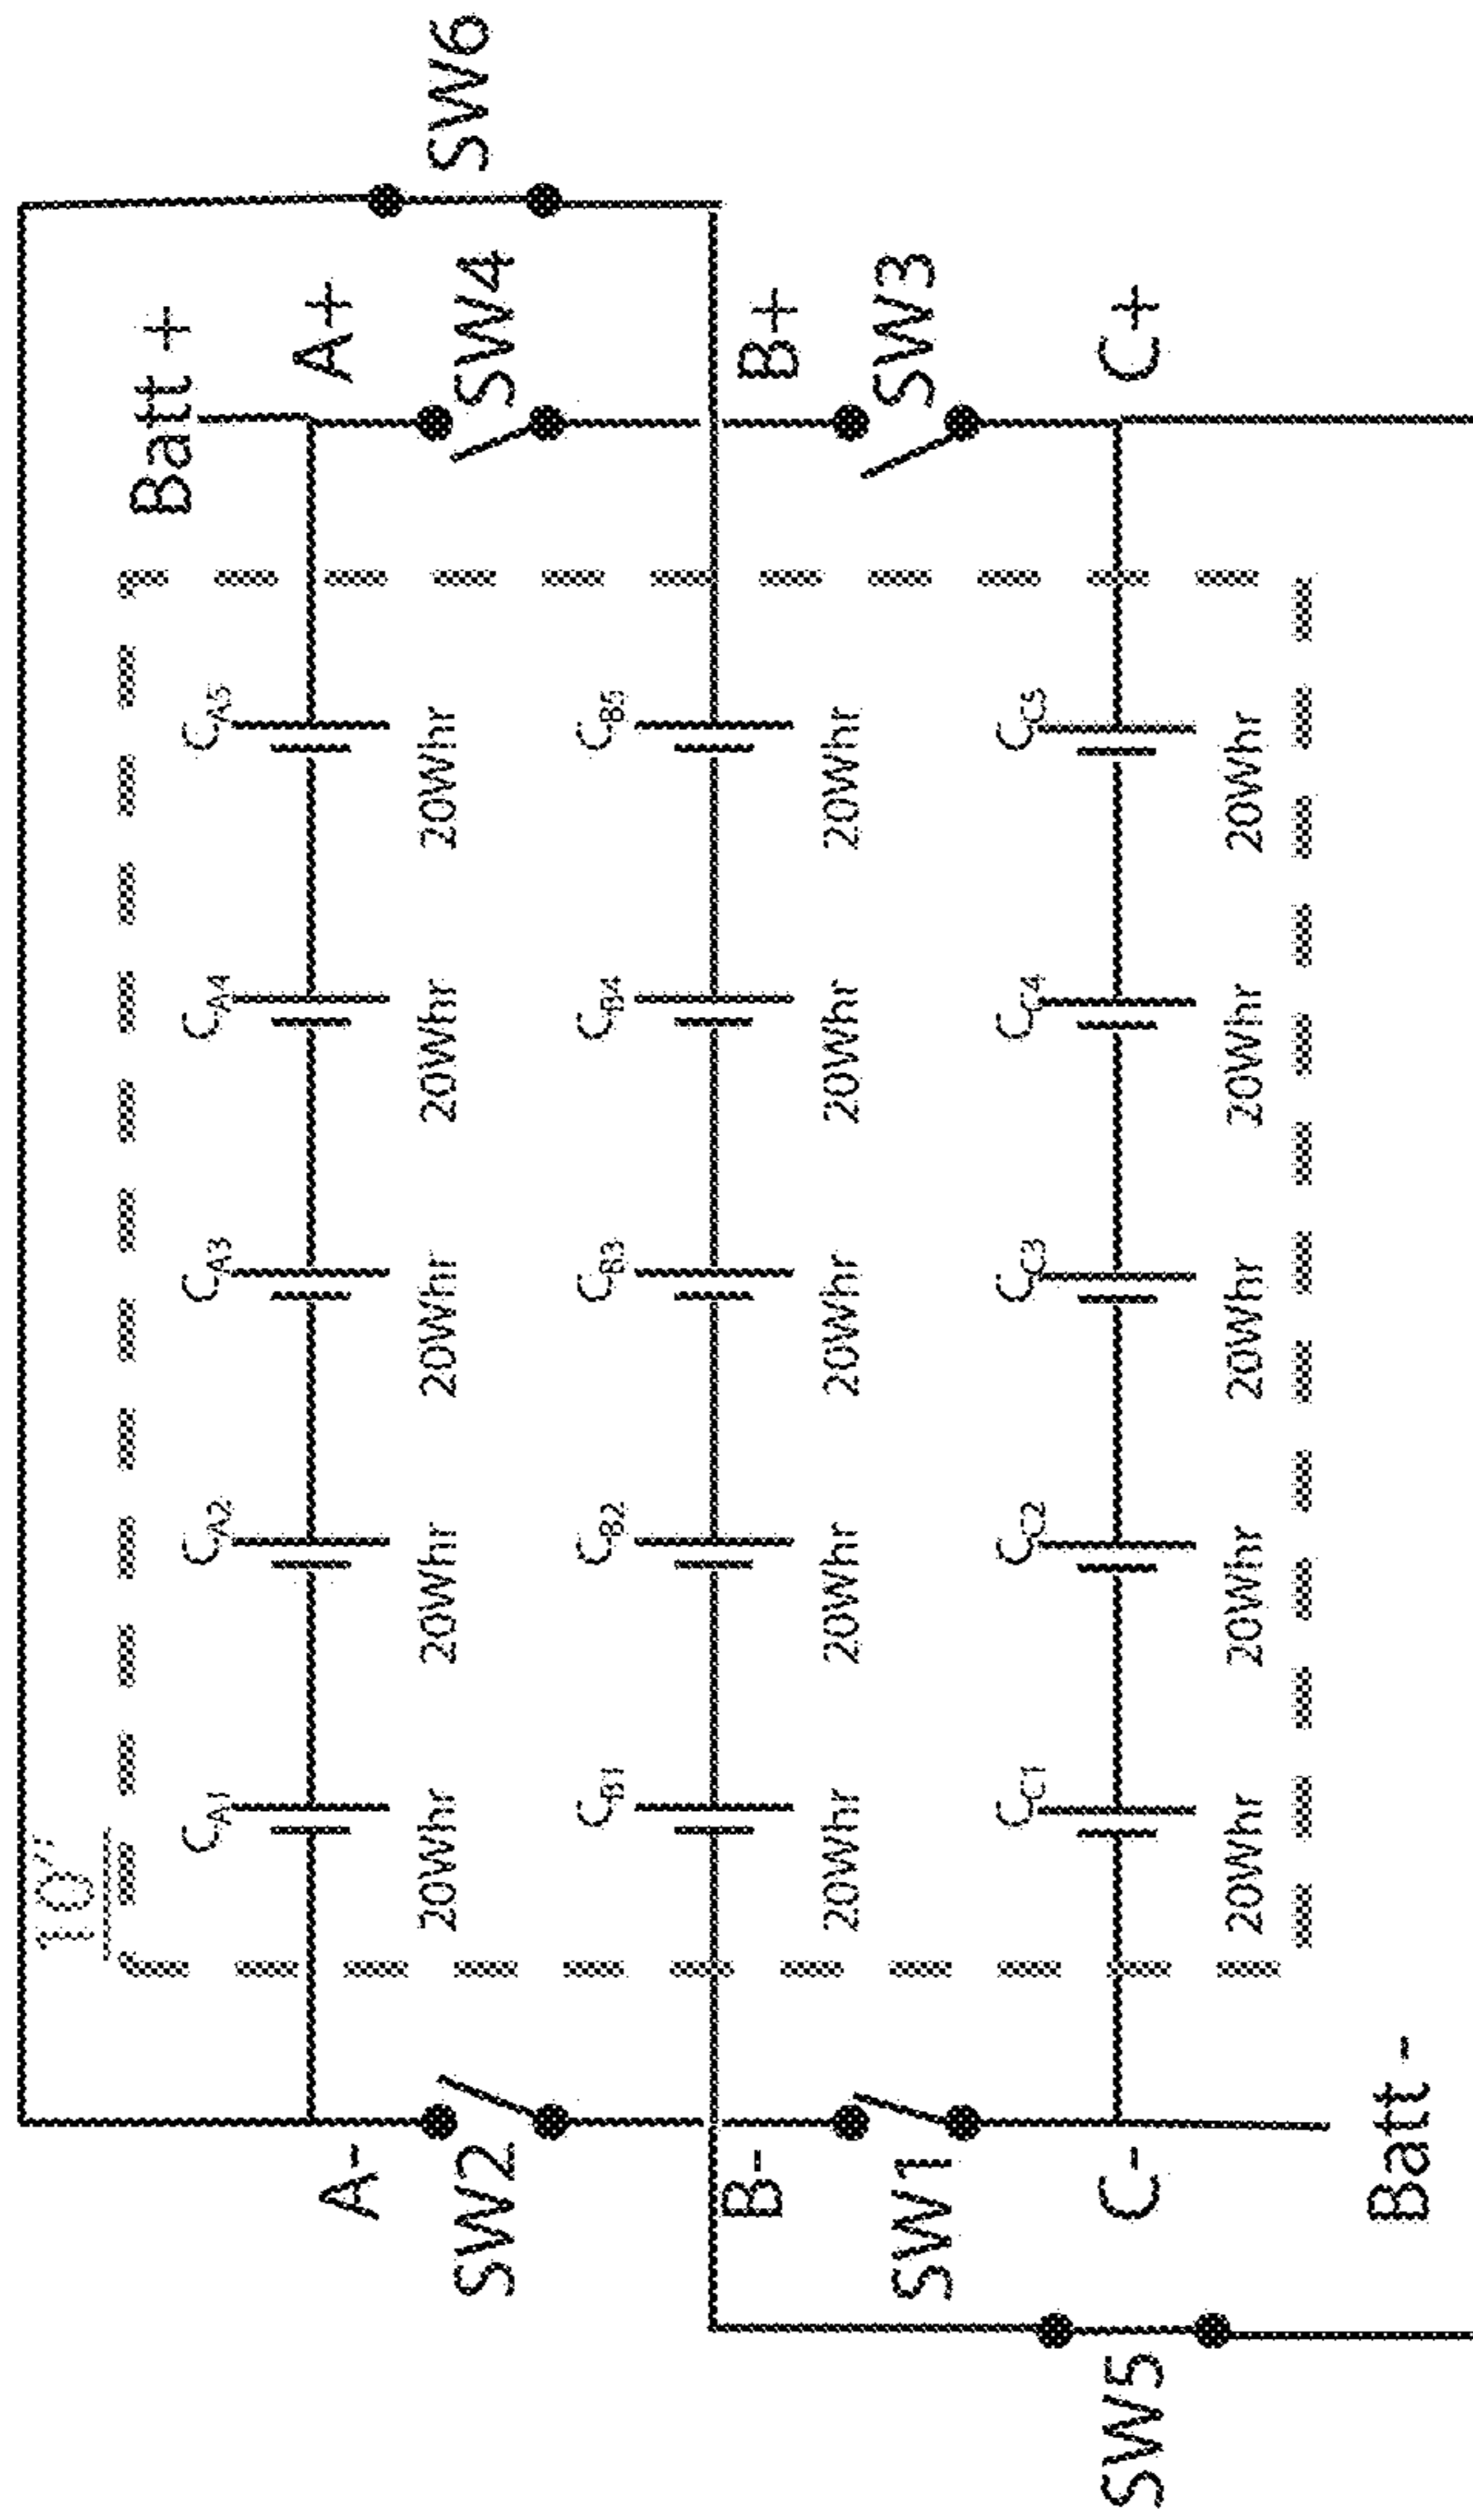 10''
Batt +
CA1 CA2 CA3 CA4 CA5
A- A+
20Whr 20Whr 20Whr 20Whr 20Whr
SW2 SW4 SW6
CB1 CB2 CB3 CB4 CB5
B- B+
20Whr 20Whr 20Whr 20Whr 20Whr
SW1 SW3
CC1 CC2 CC3 CC4 CC5
SW5 C- C+
20Whr 20Whr 20Whr 20Whr 20Whr
Batt -